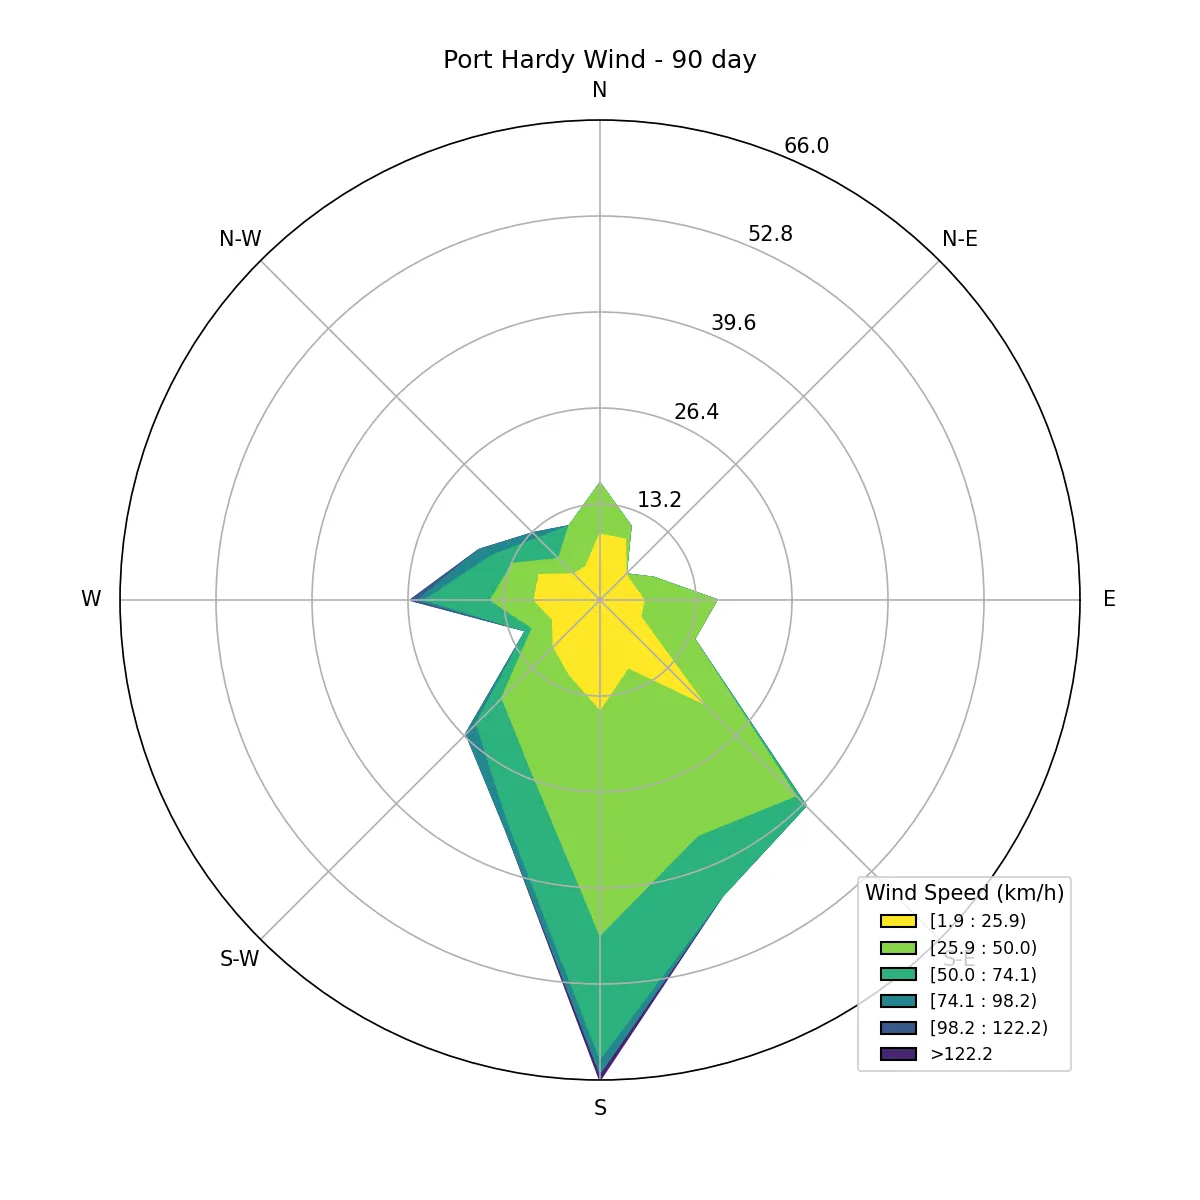 Port Hardy Wind - 90 day
N
66.0
52.8
N-W
N-E
39.6
26.4
13.2
W
E
Wind Speed (km/h)
[1.9 : 25.9)
[25.9 : 50.0)
S-W
S-E
[50.0 : 74.1)
[74.1 : 98.2)
[98.2 : 122.2)
>122.2
S